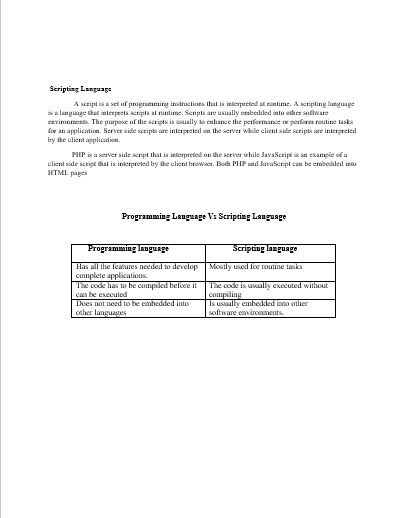 Scripting Language
A script is a set of programming instructions that is interpreted at runtime. A scripting language
is a language that interprets scripts at runtime. Scripts are usually embedded into other software
environments. The purpose of the scripts is usually to enhance the performance or perform routine tasks
for an application. Server side scripts are interpreted on the server while client side scripts are interpreted
by the client application.
PHP is a server side script that is interpreted on the server while JavaScript is an example of a
client side script that is interpreted by the client browser. Both PHP and JavaScript can be embedded into
HTML pages
Programming Language Vs Scripting Language
Programming language
Scripting language
Has all the features needed to develop
complete applications.
Mostly used for routine tasks
The code has to be compiled before it
can be executed
The code is usually executed without
compiling
Does not need to be embedded into
other languages
Is usually embedded into other
software environments.